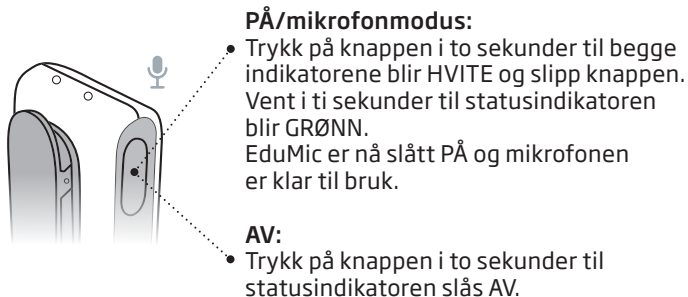 PÅ/mikrofonmodus:
Trykk på knappen i to sekunder til begge
indikatorene blir HVITE og slipp knappen.
Vent i ti sekunder til statusindikatoren
blir GRØNN.
EduMic er nå slått PÅ og mikrofonen
er klar til bruk.
AV:
Trykk på knappen i to sekunder til
statusindikatoren slås AV.